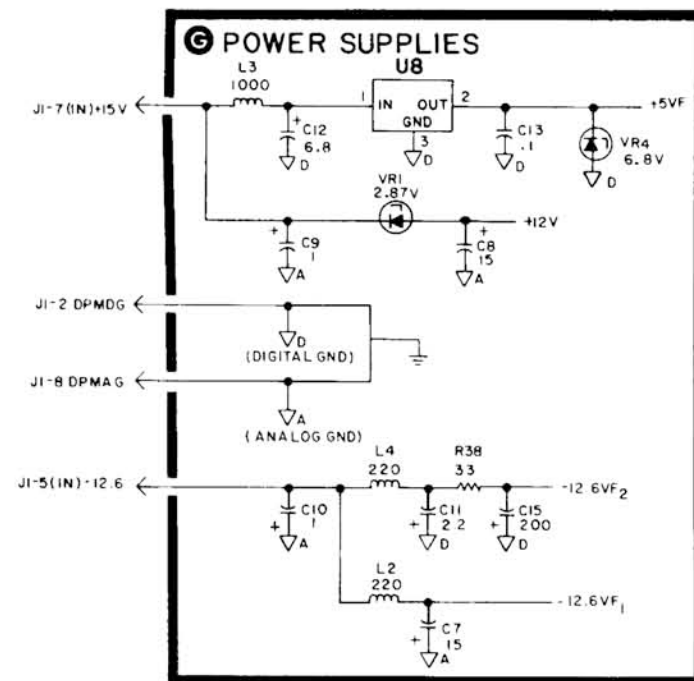 G POWER SUPPLIES
L3
1000
U8
J1-7(IN)+15V
1 IN OUT 2
GND
3
+5VF
+ C12
6.8
D
D
C13
.1
D
VR4
6.8V
D
VR1
2.87V
+12V
+ C9
1
A
+ C8
15
A
J1-2 DPMDG
D
(DIGITAL GND)
J1-8 DPMAG
A
(ANALOG GND)
L4
220
R38
33
J1-5(IN)-12.6
-12.6VF2
C10
+ 1
A
C11
+ 2.2
D
C15
+ 200
D
L2
220
-12.6VF1
C7
+ 15
A